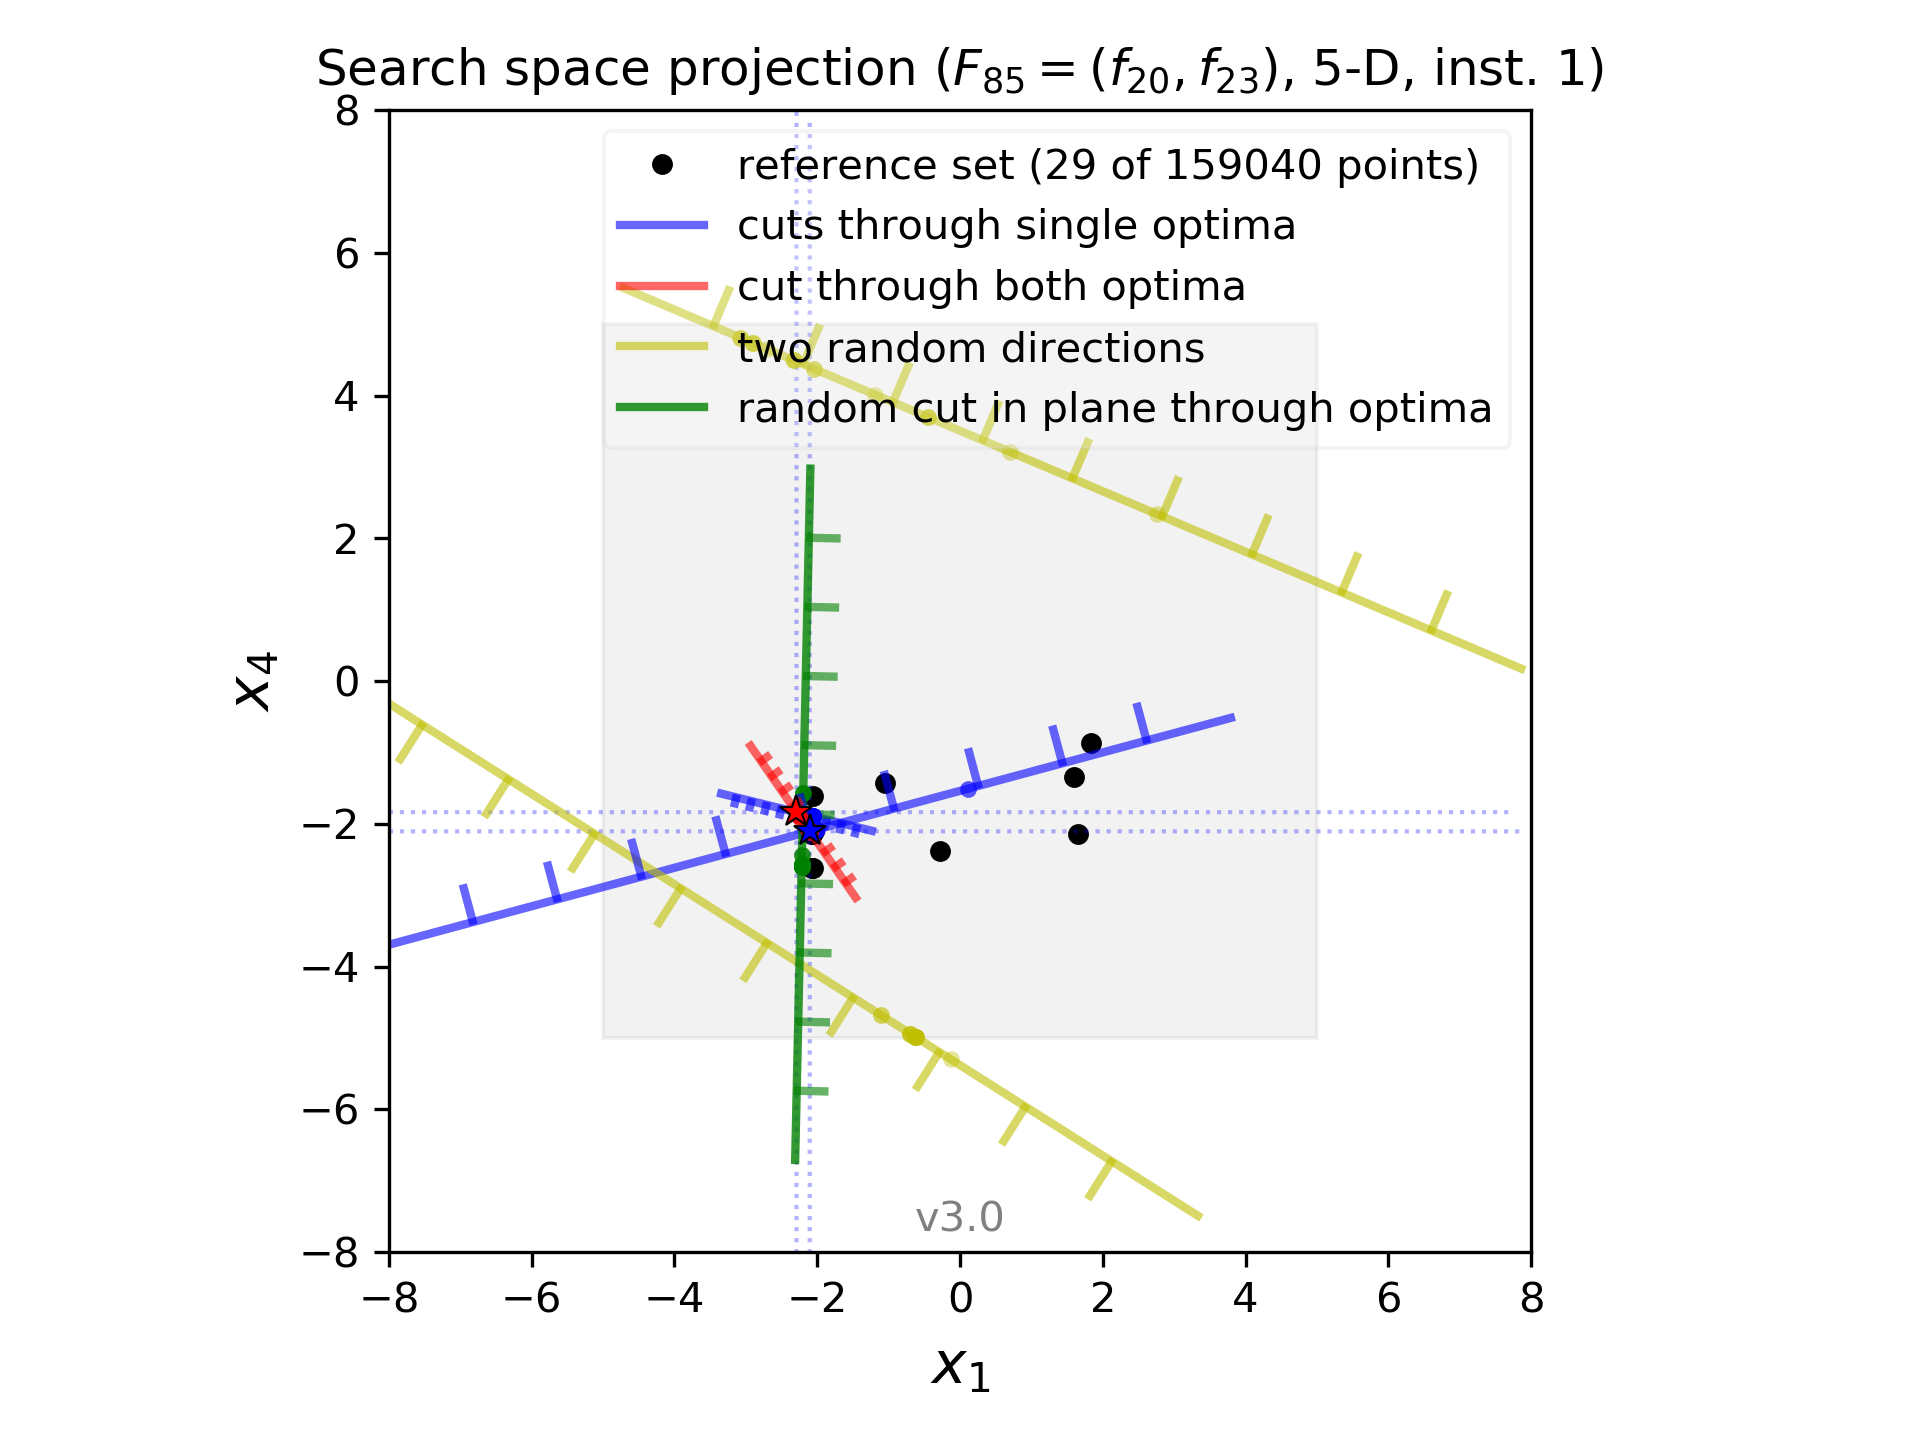 Search space projection (F85 = (f20, f23), 5-D, inst. 1)
reference set (29 of 159040 points)
cuts through single optima
cut through both optima
two random directions
random cut in plane through optima
8
6
4
2
0
−2
−4
−6
−8
x4
v3.0
−8 −6 −4 −2 0 2 4 6 8
x1